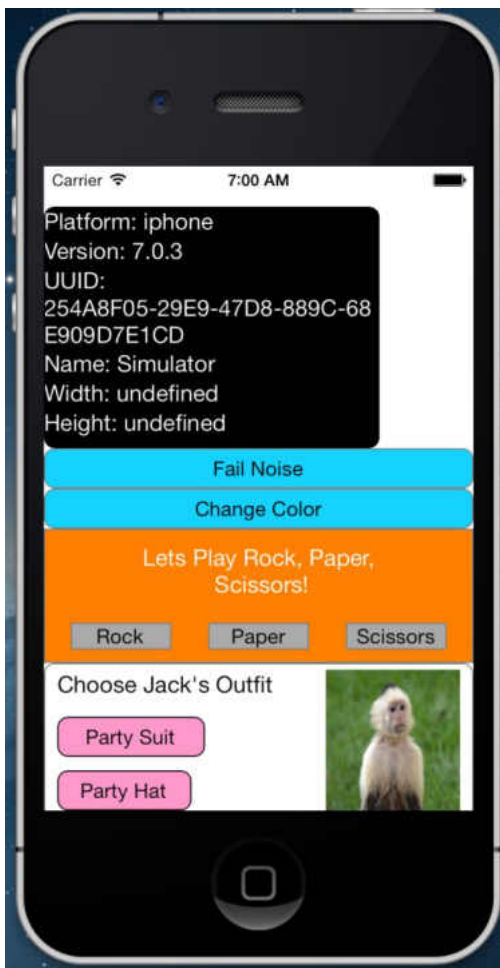 Carrier 7:00 AM
Platform: iphone
Version: 7.0.3
UUID:
254A8F05-29E9-47D8-889C-68
E909D7E1CD
Name: Simulator
Width: undefined
Height: undefined
Fail Noise
Change Color
Lets Play Rock, Paper,
Scissors!
Rock Paper Scissors
Choose Jack's Outfit
Party Suit
Party Hat